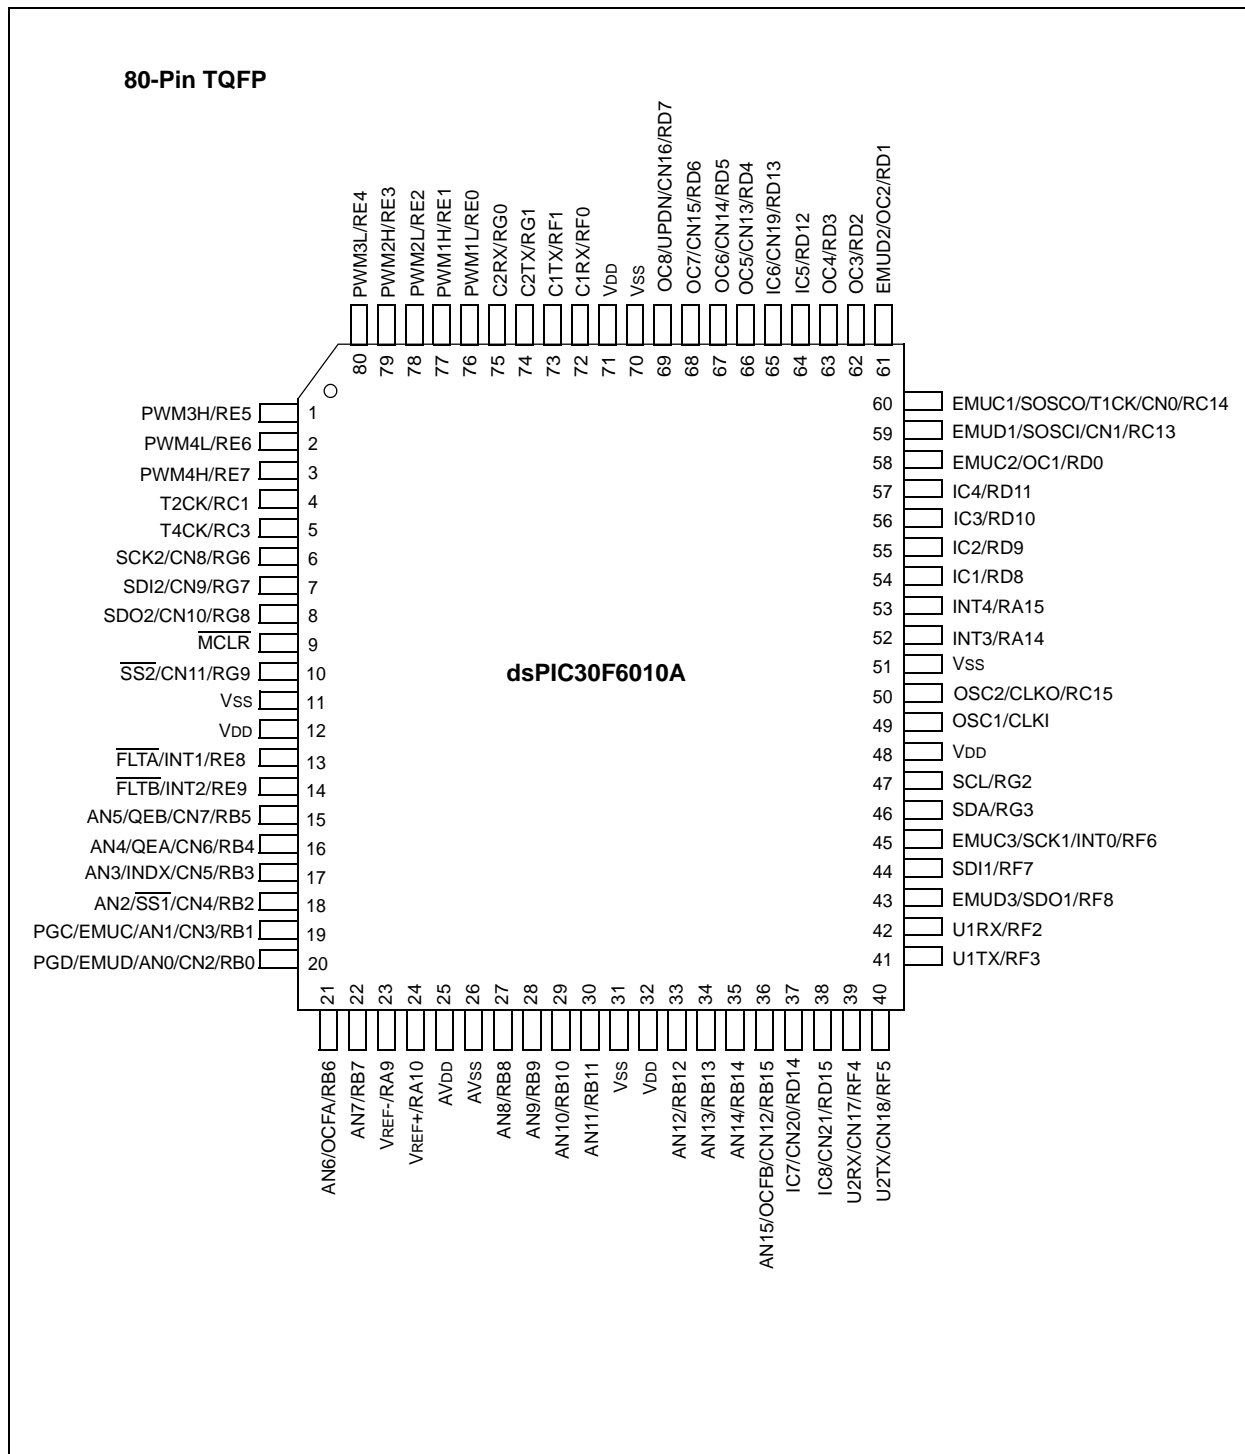 80-Pin TQFP
PWM3L/RE4
PWM2H/RE3
PWM2L/RE2
PWM1H/RE1
PWM1L/RE0
C2RX/RG0
C2TX/RG1
C1TX/RF1
C1RX/RF0
VDD
VSS
OC8/UPDN/CN16/RD7
OC7/CN15/RD6
OC6/CN14/RD5
OC5/CN13/RD4
IC6/CN19/RD13
IC5/RD12
OC4/RD3
OC3/RD2
EMUD2/OC2/RD1
80
79
78
77
76
75
74
73
72
71
70
69
68
67
66
65
64
63
62
61
PWM3H/RE5 1
PWM4L/RE6 2
PWM4H/RE7 3
T2CK/RC1 4
T4CK/RC3 5
SCK2/CN8/RG6 6
SDI2/CN9/RG7 7
SDO2/CN10/RG8 8
MCLR 9
SS2/CN11/RG9 10
VSS 11
VDD 12
FLTA/INT1/RE8 13
FLTB/INT2/RE9 14
AN5/QEB/CN7/RB5 15
AN4/QEA/CN6/RB4 16
AN3/INDX/CN5/RB3 17
AN2/SS1/CN4/RB2 18
PGC/EMUC/AN1/CN3/RB1 19
PGD/EMUD/AN0/CN2/RB0 20
dsPIC30F6010A
60 EMUC1/SOSCO/T1CK/CN0/RC14
59 EMUD1/SOSCI/CN1/RC13
58 EMUC2/OC1/RD0
57 IC4/RD11
56 IC3/RD10
55 IC2/RD9
54 IC1/RD8
53 INT4/RA15
52 INT3/RA14
51 VSS
50 OSC2/CLKO/RC15
49 OSC1/CLKI
48 VDD
47 SCL/RG2
46 SDA/RG3
45 EMUC3/SCK1/INT0/RF6
44 SDI1/RF7
43 EMUD3/SDO1/RF8
42 U1RX/RF2
41 U1TX/RF3
21
22
23
24
25
26
27
28
29
30
31
32
33
34
35
36
37
38
39
40
AN6/OCFA/RB6
AN7/RB7
VREF-/RA9
VREF+/RA10
AVDD
AVSS
AN8/RB8
AN9/RB9
AN10/RB10
AN11/RB11
VSS
VDD
AN12/RB12
AN13/RB13
AN14/RB14
AN15/OCFB/CN12/RB15
IC7/CN20/RD14
IC8/CN21/RD15
U2RX/CN17/RF4
U2TX/CN18/RF5